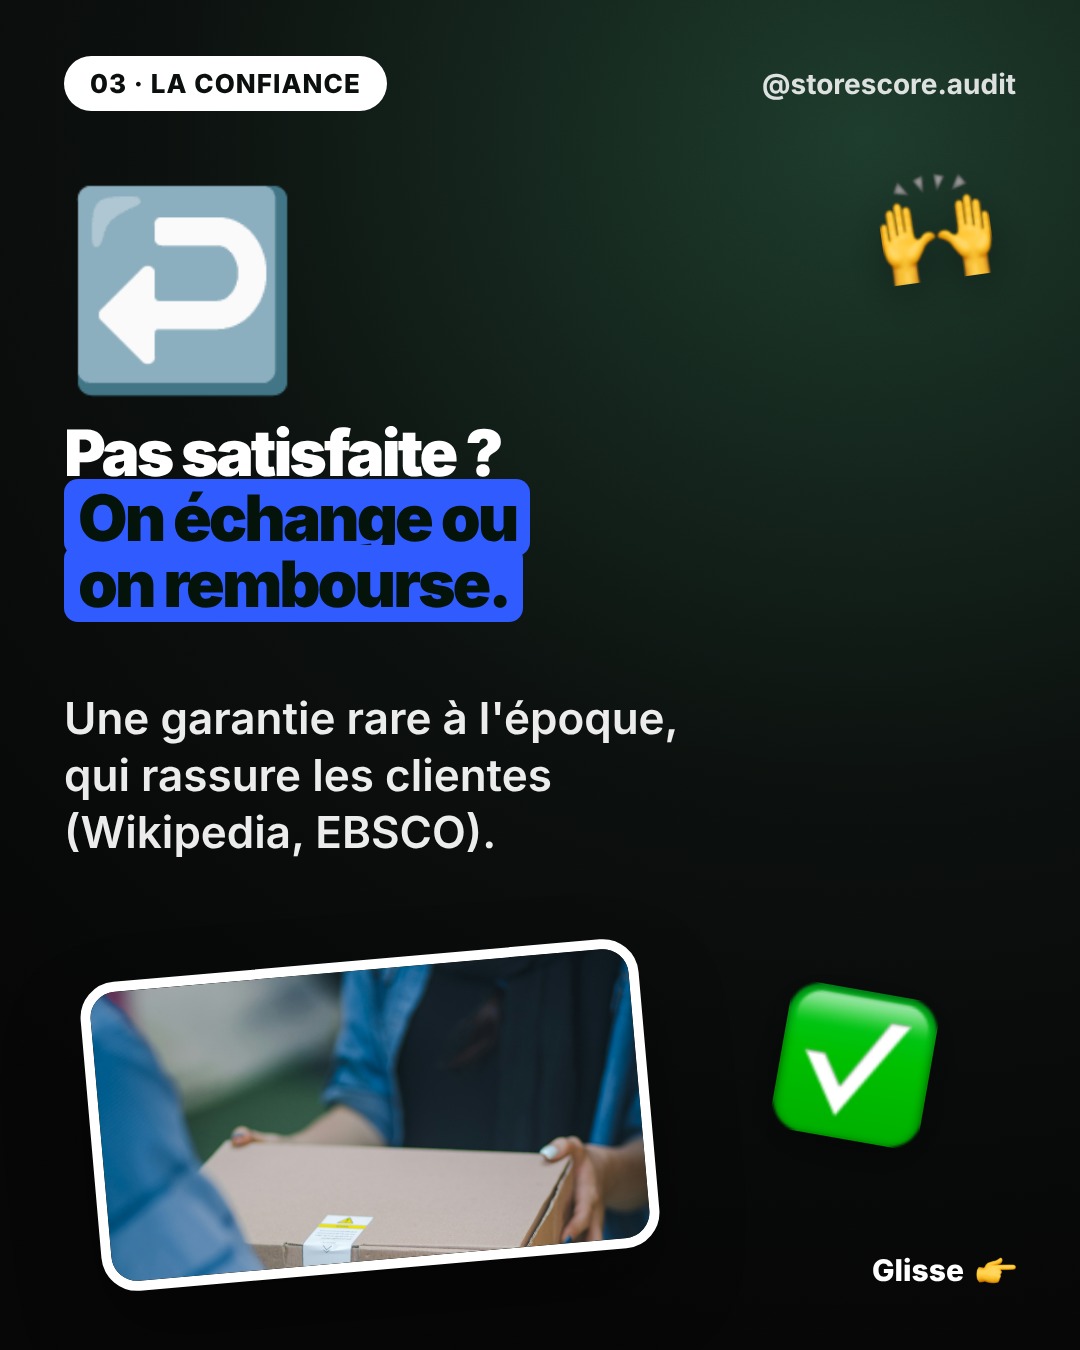 03 · LA CONFIANCE
@storescore.audit
Pas satisfaite ?
On échange ou
on rembourse.
Une garantie rare à l'époque,
qui rassure les clientes
(Wikipedia, EBSCO).
Glisse